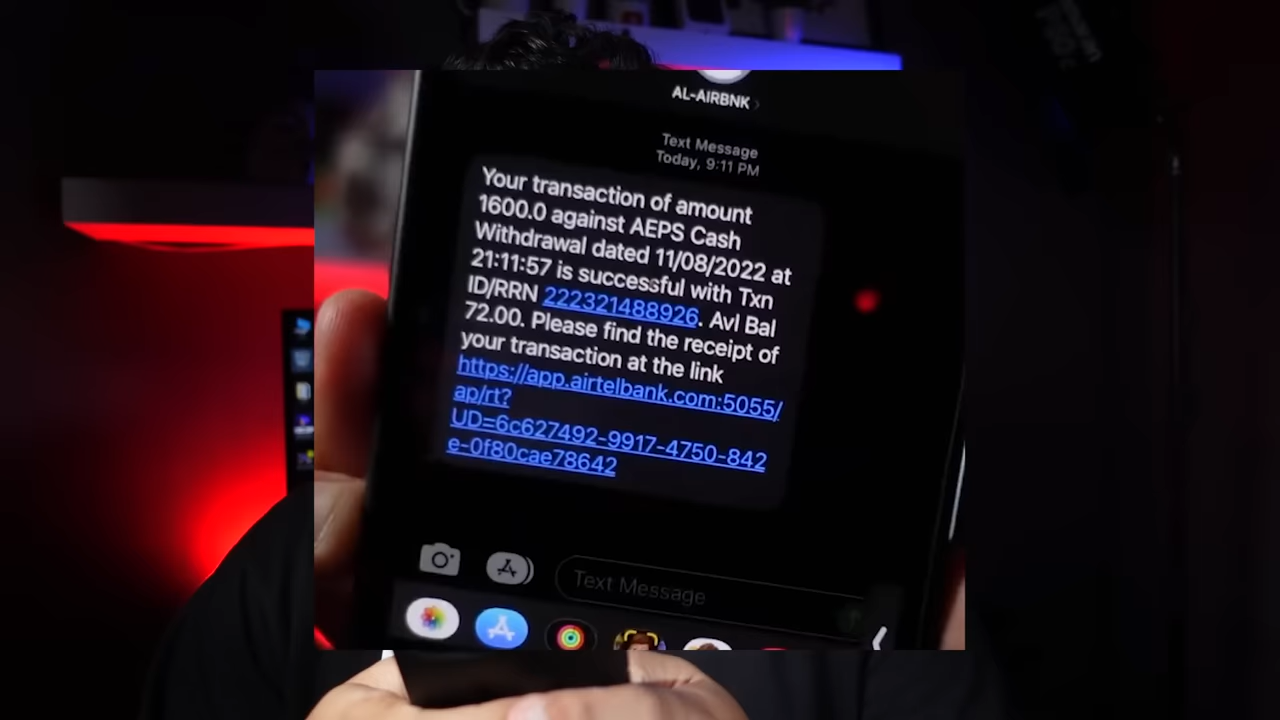 AL-AIRBNK
Text Message
Today, 9:11 PM
Your transaction of amount
1600.0 against AEPS Cash
Withdrawal dated 11/08/2022 at
21:11:57 is successful with Txn
ID/RRN 222321488926. Avl Bal
72.00. Please find the receipt of
your transaction at the link
https://app.airtelbank.com:5055/
ap/rt?
UD=6c627492-9917-4750-842
e-0f80cae78642
Text Message